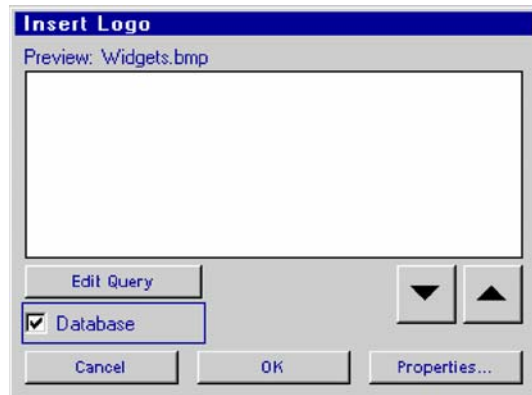 Insert Logo
Preview: Widgets.bmp
Edit Query
Database
Cancel OK Properties...